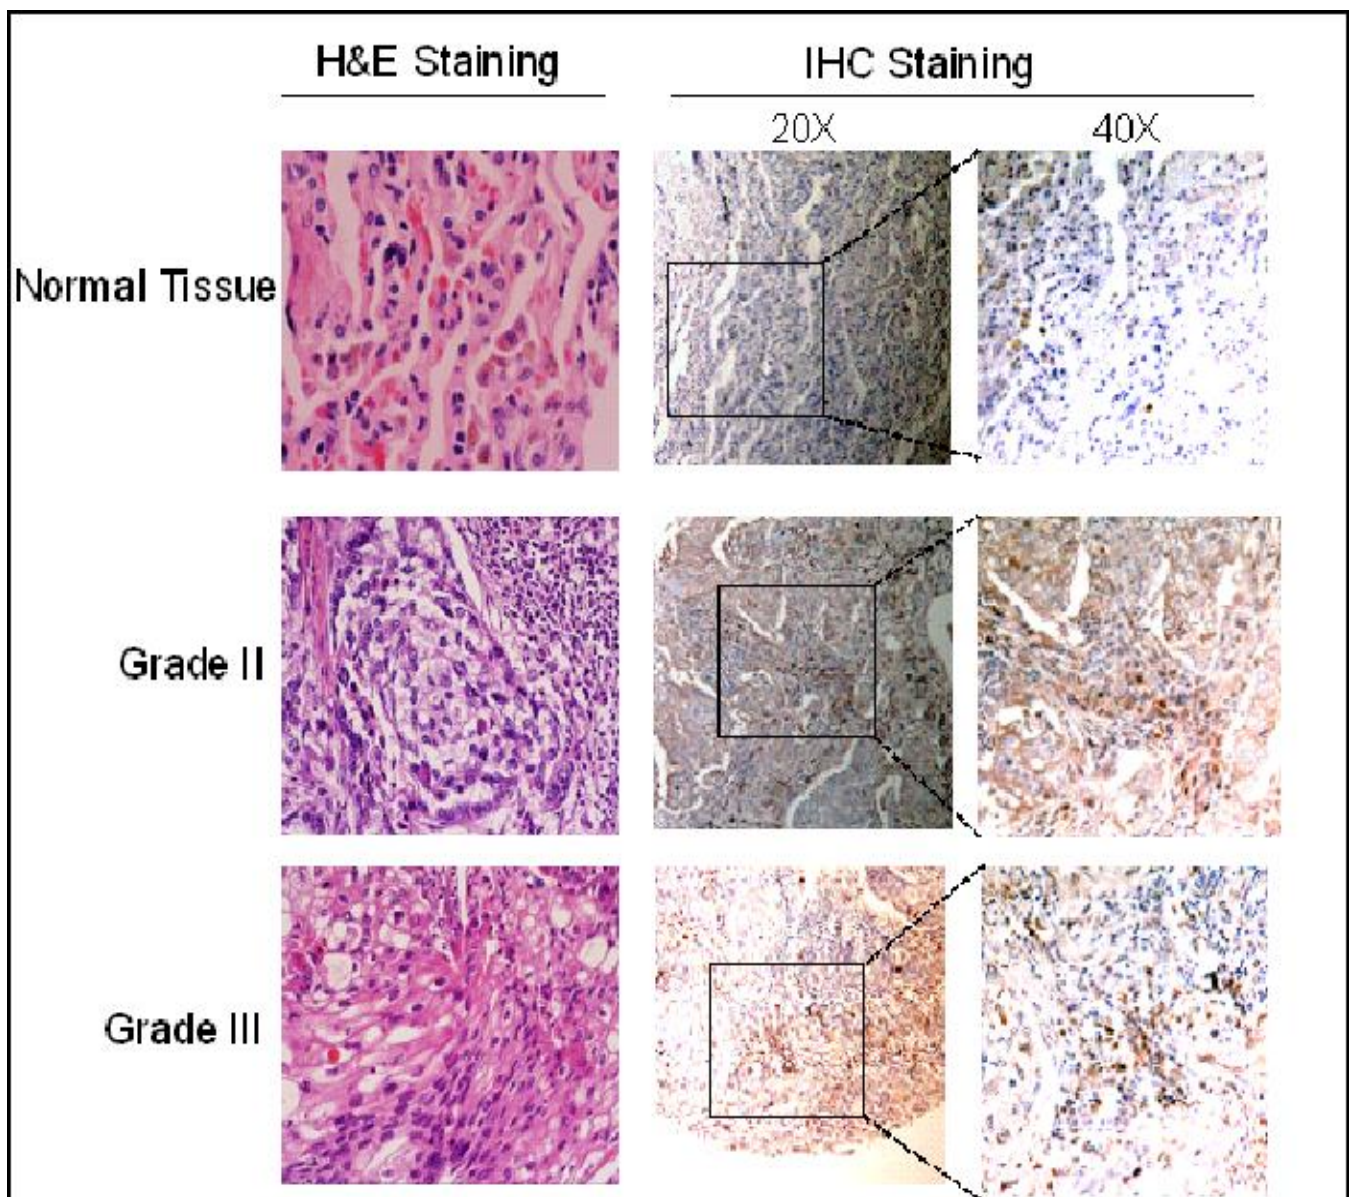 H&E Staining
IHC Staining
20X
40X
Normal Tissue
Grade II
Grade III